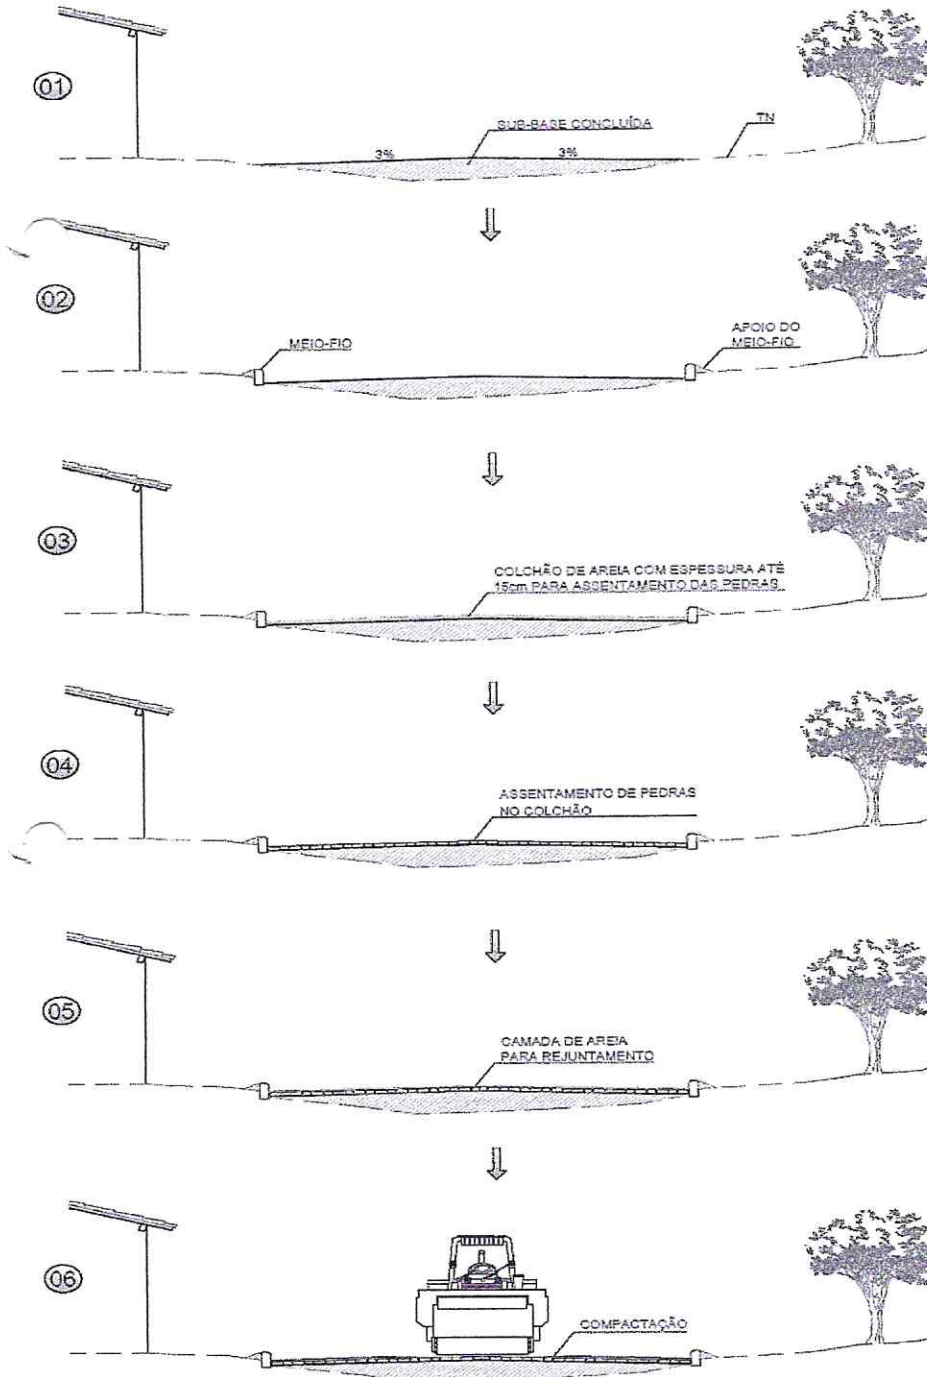 01
SUB-BASE CONCLUÍDA
TN
3%
3%
02
MEIO-FIO
APOIO DO
MEIO-FIO
03
COLCHÃO DE AREIA COM ESPESSURA ATÉ
15cm PARA ASSENTAMENTO DAS PEDRAS
04
ASSENTAMENTO DE PEDRAS
NO COLCHÃO
05
CAMADA DE AREIA
PARA REJUNTAMENTO
06
COMPACTAÇÃO